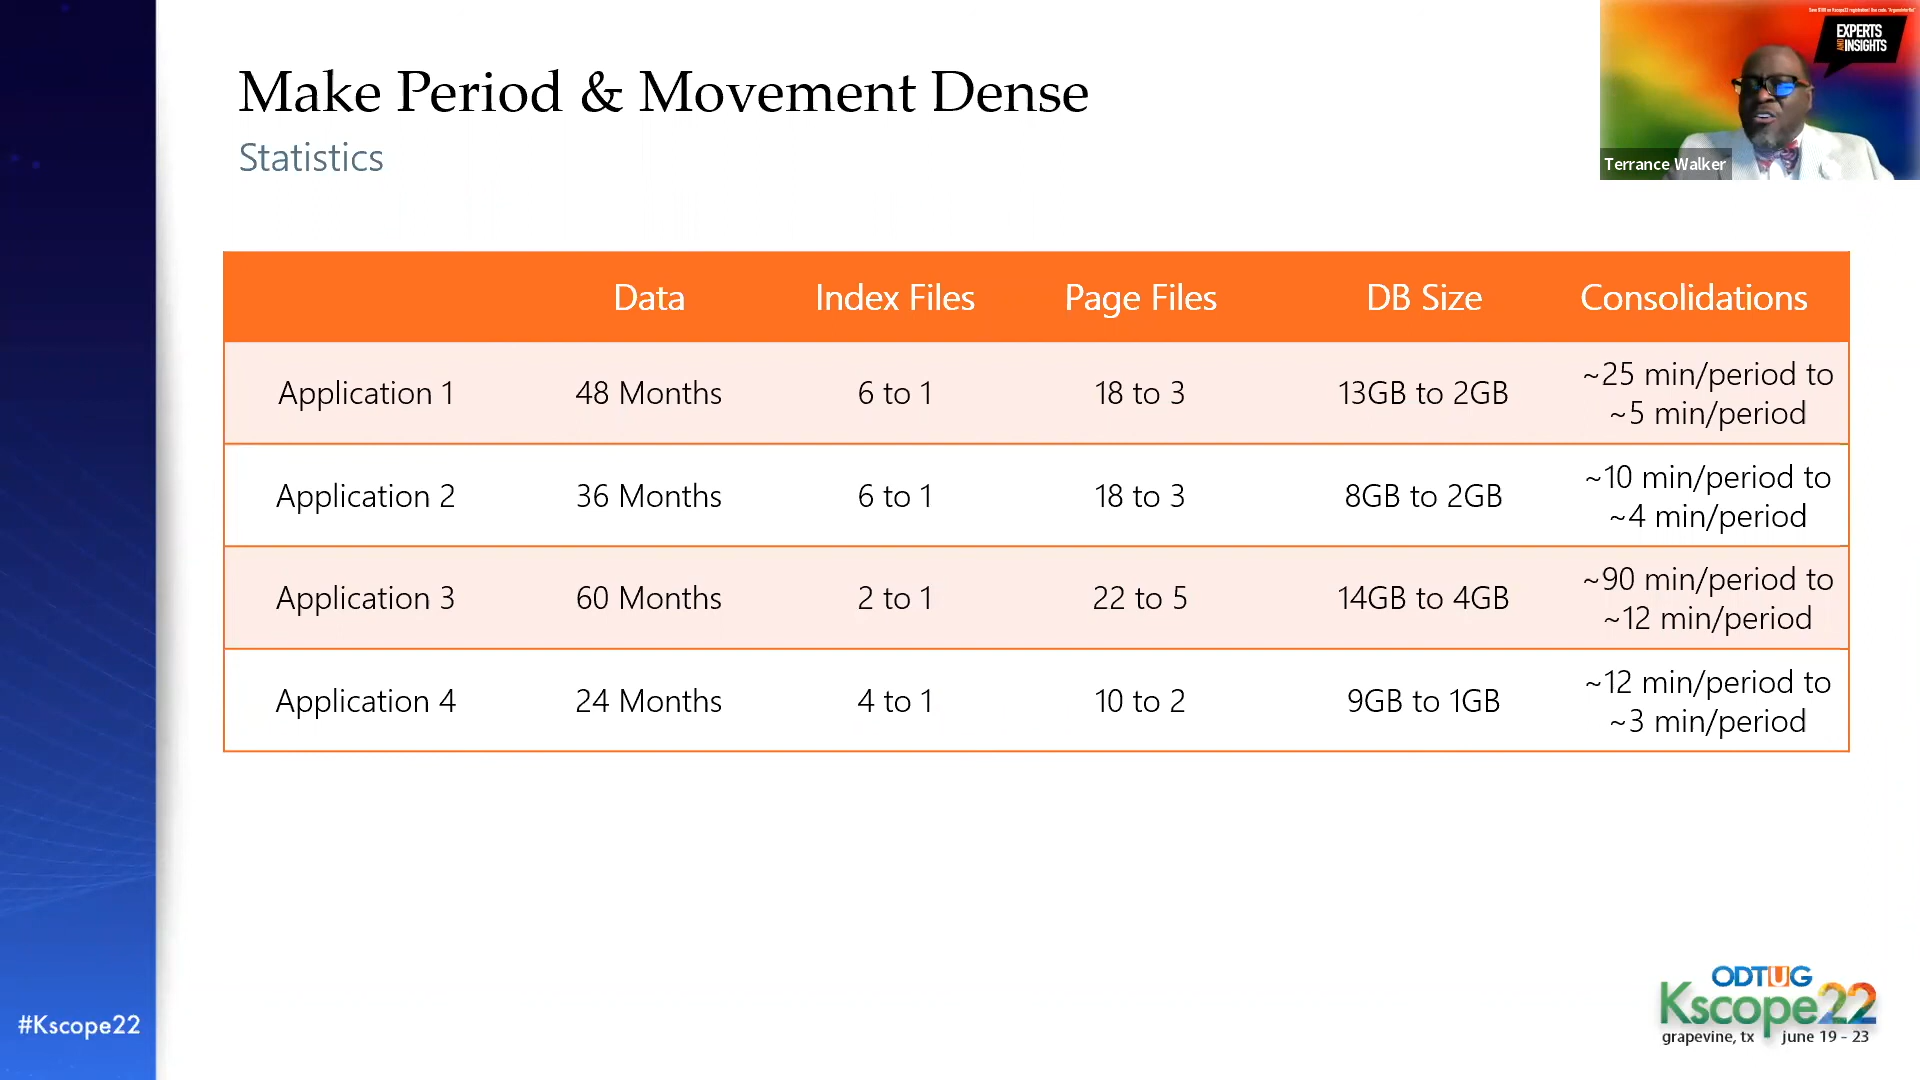 Make Period & Movement Dense
Statistics
EXPERTS
AND INSIGHTS
Terrance Walker
Data Index Files Page Files DB Size Consolidations
Application 1 48 Months 6 to 1 18 to 3 13GB to 2GB ~25 min/period to
~5 min/period
Application 2 36 Months 6 to 1 18 to 3 8GB to 2GB ~10 min/period to
~4 min/period
Application 3 60 Months 2 to 1 22 to 5 14GB to 4GB ~90 min/period to
~12 min/period
Application 4 24 Months 4 to 1 10 to 2 9GB to 1GB ~12 min/period to
~3 min/period
#Kscope22
ODTUG
Kscope22
grapevine, tx june 19 - 23